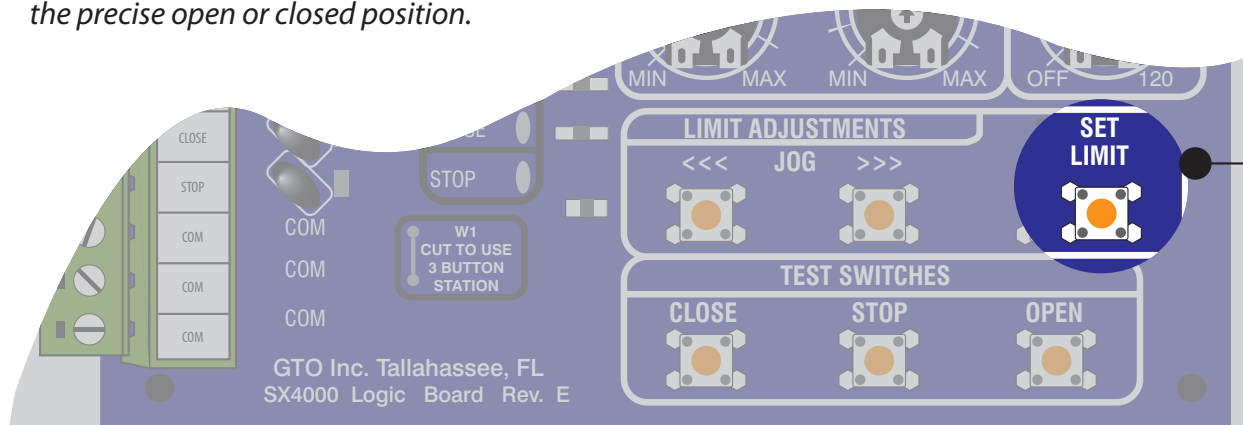 the precise open or closed position.
MIN MAX MIN MAX OFF 120
LIMIT ADJUSTMENTS
<<< JOG >>>
SET
LIMIT
CLOSE
STOP
COM
COM
COM
STOP
COM
COM
COM
W1
CUT TO USE
3 BUTTON
STATION
TEST SWITCHES
CLOSE STOP OPEN
GTO Inc. Tallahassee, FL
SX4000 Logic Board Rev. E